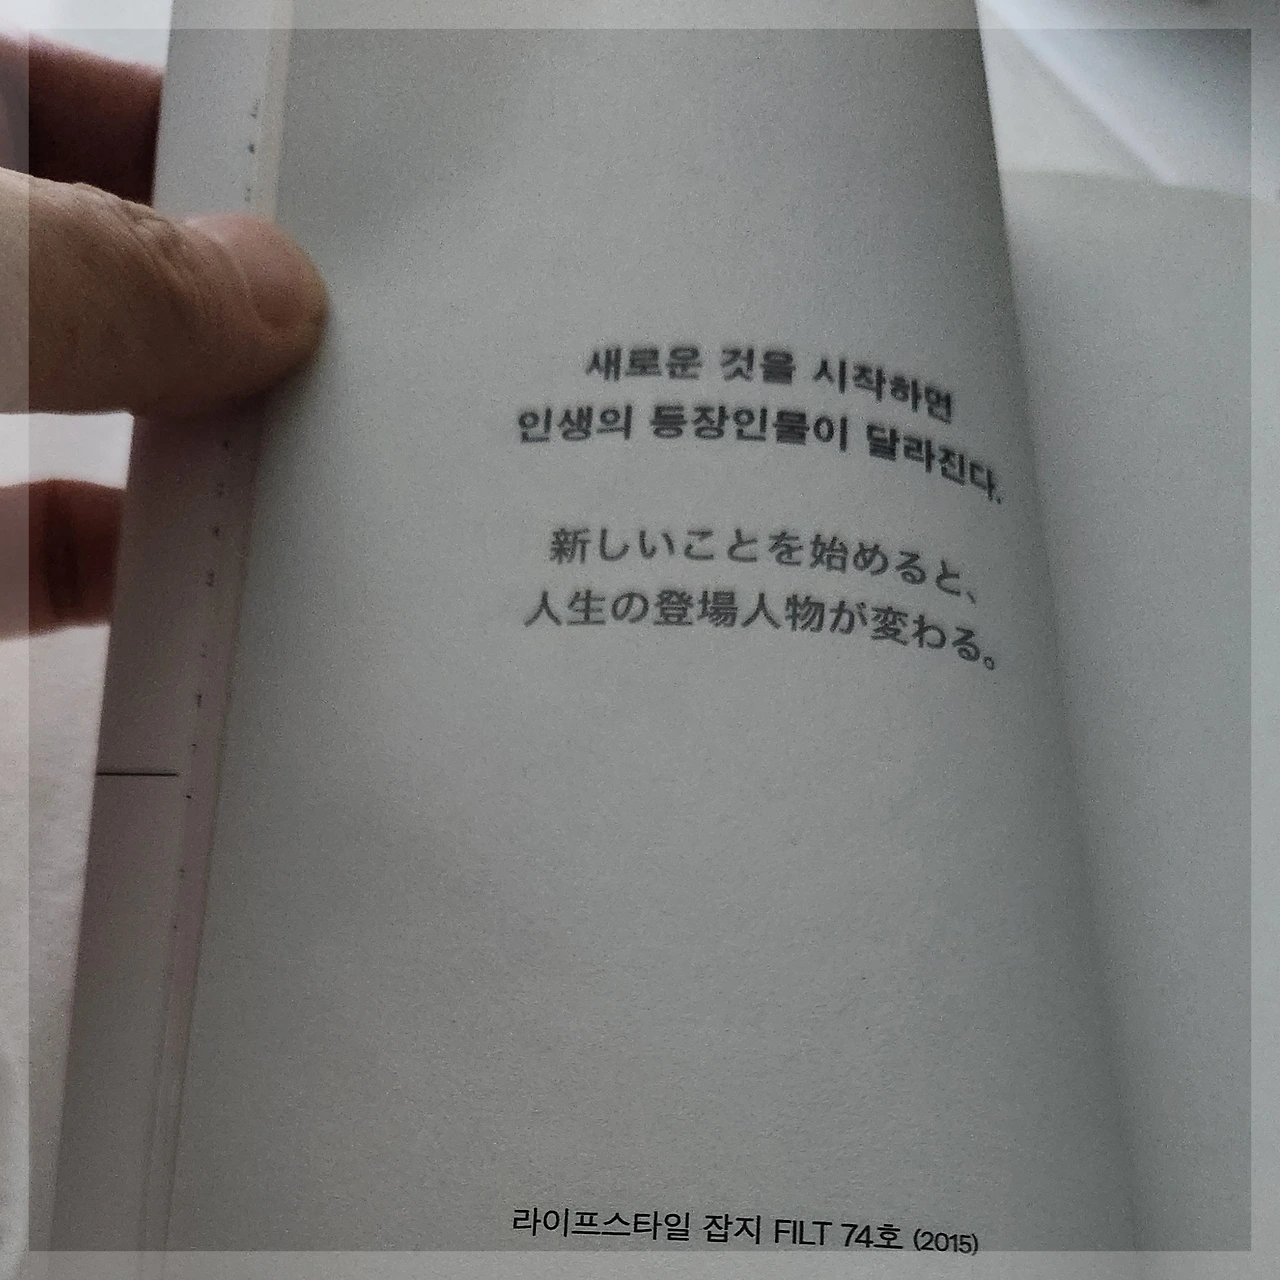 새로운 것을 시작하면
인생의 등장인물이 달라진다.
新しいことを始めると、
人生の登場人物が変わる。
라이프스타일 잡지 FILT 74호 (2015)